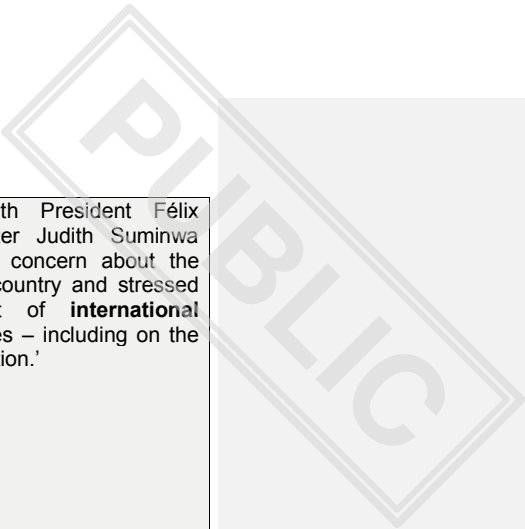 th President Félix
er Judith Suminwa
concern about the
country and stressed
t of international
es – including on the
tion.’
PUBLIC